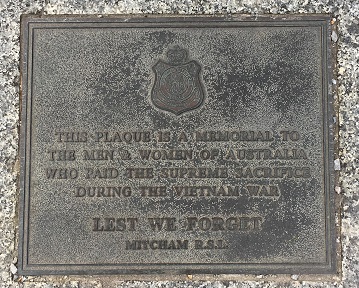 THIS PLAQUE IS A MEMORIAL TO
THE MEN & WOMEN OF AUSTRALIA
WHO PAID THE SUPREME SACRIFICE
DURING THE VIETNAM WAR
LEST WE FORGET
MITCHAM R.S.L.